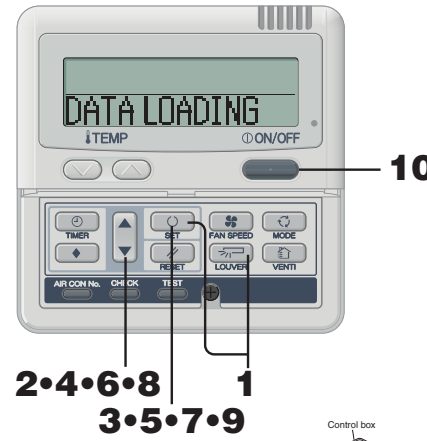 DATA LOADING
TEMP ON/OFF
10
TIMER SET FAN SPEED MODE
RESET LOUVER VENTI
AIR CON No. CHECK TEST
2•4•6•8 1
3•5•7•9
Control box